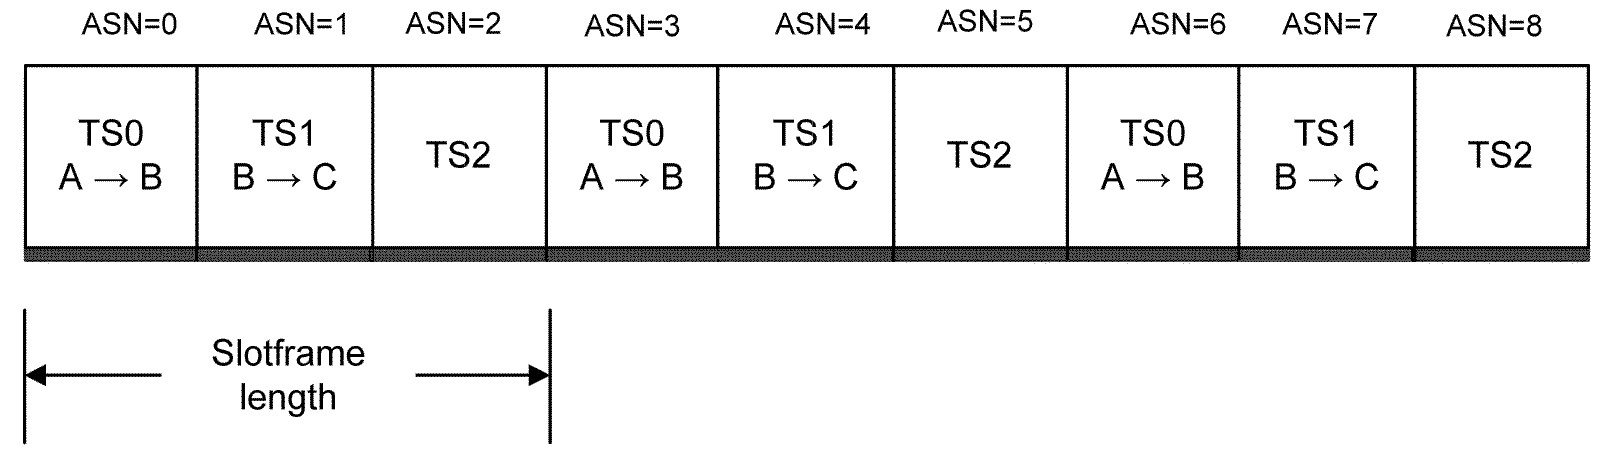 ASN=0 ASN=1 ASN=2 ASN=3 ASN=4 ASN=5 ASN=6 ASN=7 ASN=8
TS0 TS1 TS2 TS0 TS1 TS2 TS0 TS1 TS2
A → B B → C A → B B → C A → B B → C
Slotframe
length